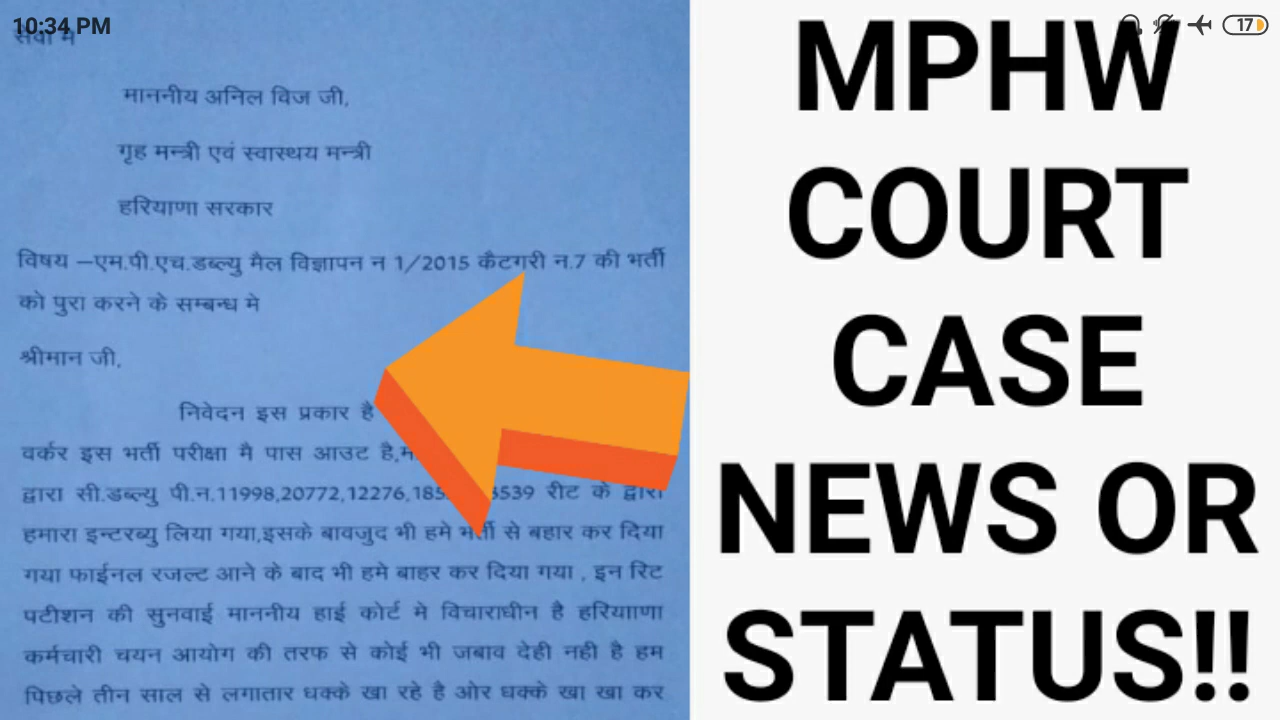 10:34 PM
17
सेवा मे
माननीय अनिल विज जी,
गृह मन्त्री एवं स्वास्थय मन्त्री
हरियाणा सरकार
विषय –एम.पी.एच.डब्ल्यु मैल विज्ञापन न 1/2015 कैटगरी न.7 की भर्ती
को पुरा करने के सम्बन्ध मे
श्रीमान जी,
निवेदन इस प्रकार है
वर्कर इस भर्ती परीक्षा मै पास आउट है,
द्वारा सी.डब्ल्यु पी.न.11998,20772,12276, रीट के द्वारा
हमारा इन्टरब्यु लिया गया,इसके बावजुद भी हमे भर्ती से बहार कर दिया
गया फाईनल रजल्ट आने के बाद भी हमे बाहर कर दिया गया , इन रिट
पटीशन की सुनवाई माननीय हाई कोर्ट मे विचाराधीन है हरियााणा
कर्मचारी चयन आयोग की तरफ से कोई भी जबाव देही नही है हम
पिछले तीन साल से लगातार धक्के खा रहे है ओर धक्के खा खा कर
MPHW
COURT
CASE
NEWS OR
STATUS!!